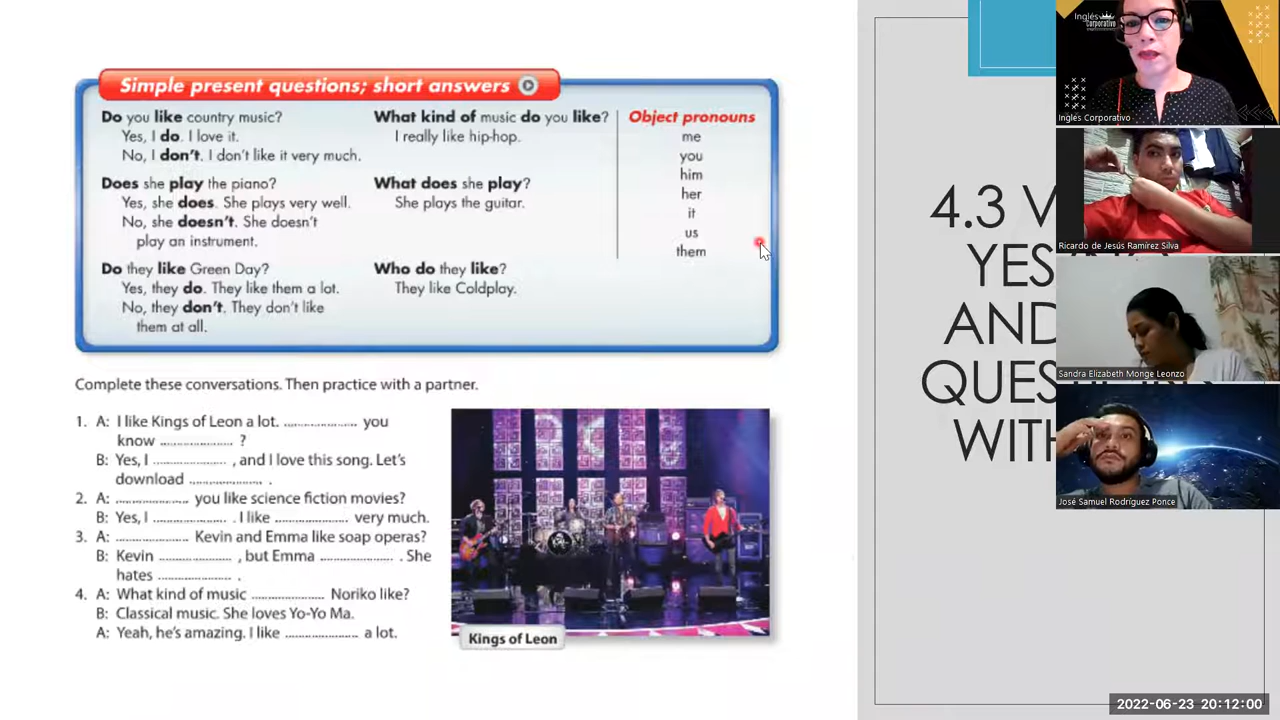 Simple present questions; short answers
Do you like country music?
Yes, I do. I love it.
No, I don't. I don't like it very much.
Does she play the piano?
Yes, she does. She plays very well.
No, she doesn't. She doesn't
play an instrument.
Do they like Green Day?
Yes, they do. They like them a lot.
No, they don't. They don't like
them at all.
What kind of music do you like?
I really like hip-hop.
What does she play?
She plays the guitar.
Who do they like?
They like Coldplay.
Object pronouns
me
you
him
her
it
us
them
Complete these conversations. Then practice with a partner.
1. A: I like Kings of Leon a lot. .................... you
know .................... ?
B: Yes, I .................... , and I love this song. Let's
download .................... .
2. A: .................... you like science fiction movies?
B: Yes, I .................... . I like .................... very much.
3. A: .................... Kevin and Emma like soap operas?
B: Kevin .................... , but Emma .................... . She
hates .................... .
4. A: What kind of music .................... Noriko like?
B: Classical music. She loves Yo-Yo Ma.
A: Yeah, he's amazing. I like .................... a lot.
Kings of Leon
4.3
YES
AND
QUES
WITH
Inglés
Corporativo
Inglés Corporativo
Ricardo de Jesús Ramírez Silva
Sandra Elizabeth Monge Leonzo
José Samuel Rodríguez Ponce
2022-06-23 20:12:00